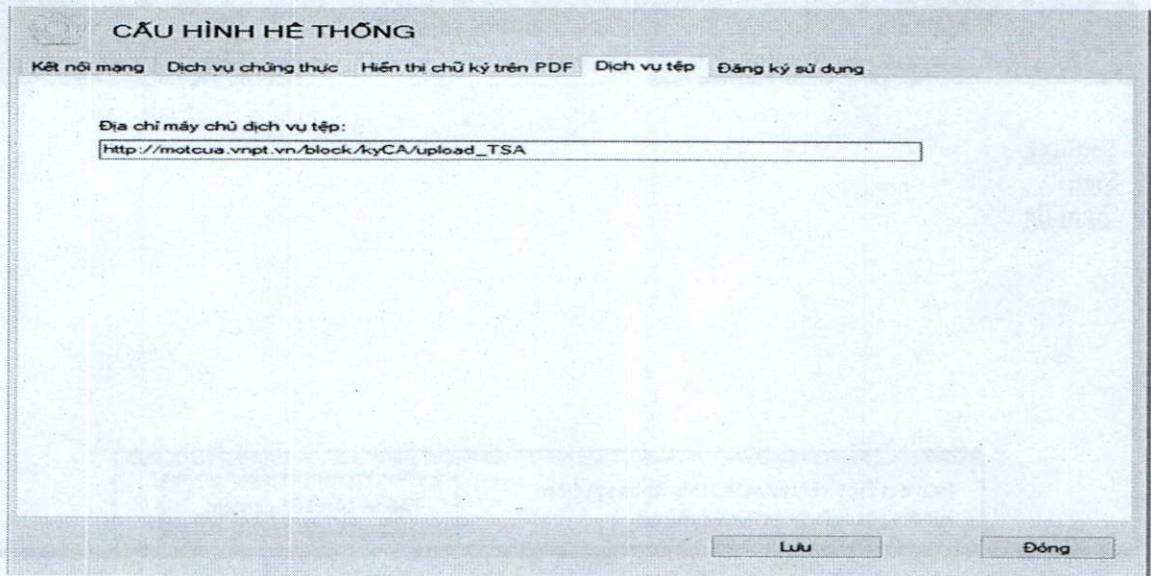 CẤU HÌNH HỆ THỐNG
Kết nối mạng Dịch vụ chứng thực Hiển thị chữ ký trên PDF Dịch vụ tệp Đăng ký sử dụng
Địa chỉ máy chủ dịch vụ tệp:
http://motcua.vnpt.vn/block/kyCA/upload_TSA
Lưu Đóng